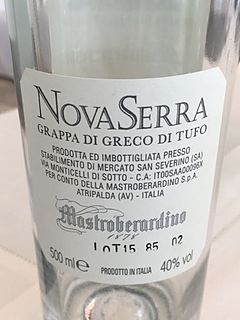 NOVASERRA
GRAPPA DI GRECO DI TUFO
PRODOTTA ED IMBOTTIGLIATA PRESSO
STABILIMENTO DI MERCATO SAN SEVERINO (SA)
VIA MONTICELLI DI SOTTO - C.A: IT00SAA00096X
PER CONTO DELLA MASTROBERARDINO S.p.A.
ATRIPALDA (AV) - ITALIA
Mastroberardino
1878
LOT15 85 02
500 ml e PRODOTTO IN ITALIA 40% vol